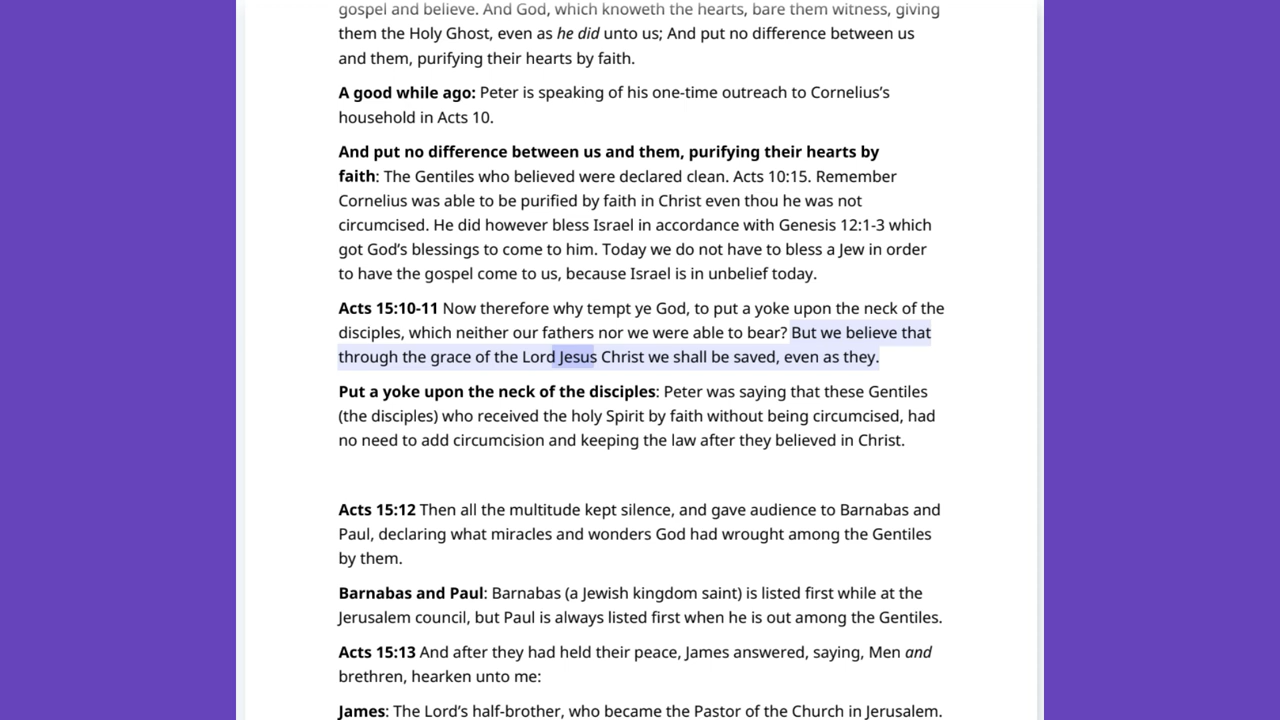 gospel and believe. And God, which knoweth the hearts, bare them witness, giving
them the Holy Ghost, even as he did unto us; And put no difference between us
and them, purifying their hearts by faith.
A good while ago: Peter is speaking of his one-time outreach to Cornelius’s
household in Acts 10.
And put no difference between us and them, purifying their hearts by
faith: The Gentiles who believed were declared clean. Acts 10:15. Remember
Cornelius was able to be purified by faith in Christ even thou he was not
circumcised. He did however bless Israel in accordance with Genesis 12:1-3 which
got God’s blessings to come to him. Today we do not have to bless a Jew in order
to have the gospel come to us, because Israel is in unbelief today.
Acts 15:10-11 Now therefore why tempt ye God, to put a yoke upon the neck of the
disciples, which neither our fathers nor we were able to bear? But we believe that
through the grace of the Lord Jesus Christ we shall be saved, even as they.
Put a yoke upon the neck of the disciples: Peter was saying that these Gentiles
(the disciples) who received the holy Spirit by faith without being circumcised, had
no need to add circumcision and keeping the law after they believed in Christ.
Acts 15:12 Then all the multitude kept silence, and gave audience to Barnabas and
Paul, declaring what miracles and wonders God had wrought among the Gentiles
by them.
Barnabas and Paul: Barnabas (a Jewish kingdom saint) is listed first while at the
Jerusalem council, but Paul is always listed first when he is out among the Gentiles.
Acts 15:13 And after they had held their peace, James answered, saying, Men and
brethren, hearken unto me:
James: The Lord’s half-brother, who became the Pastor of the Church in Jerusalem.